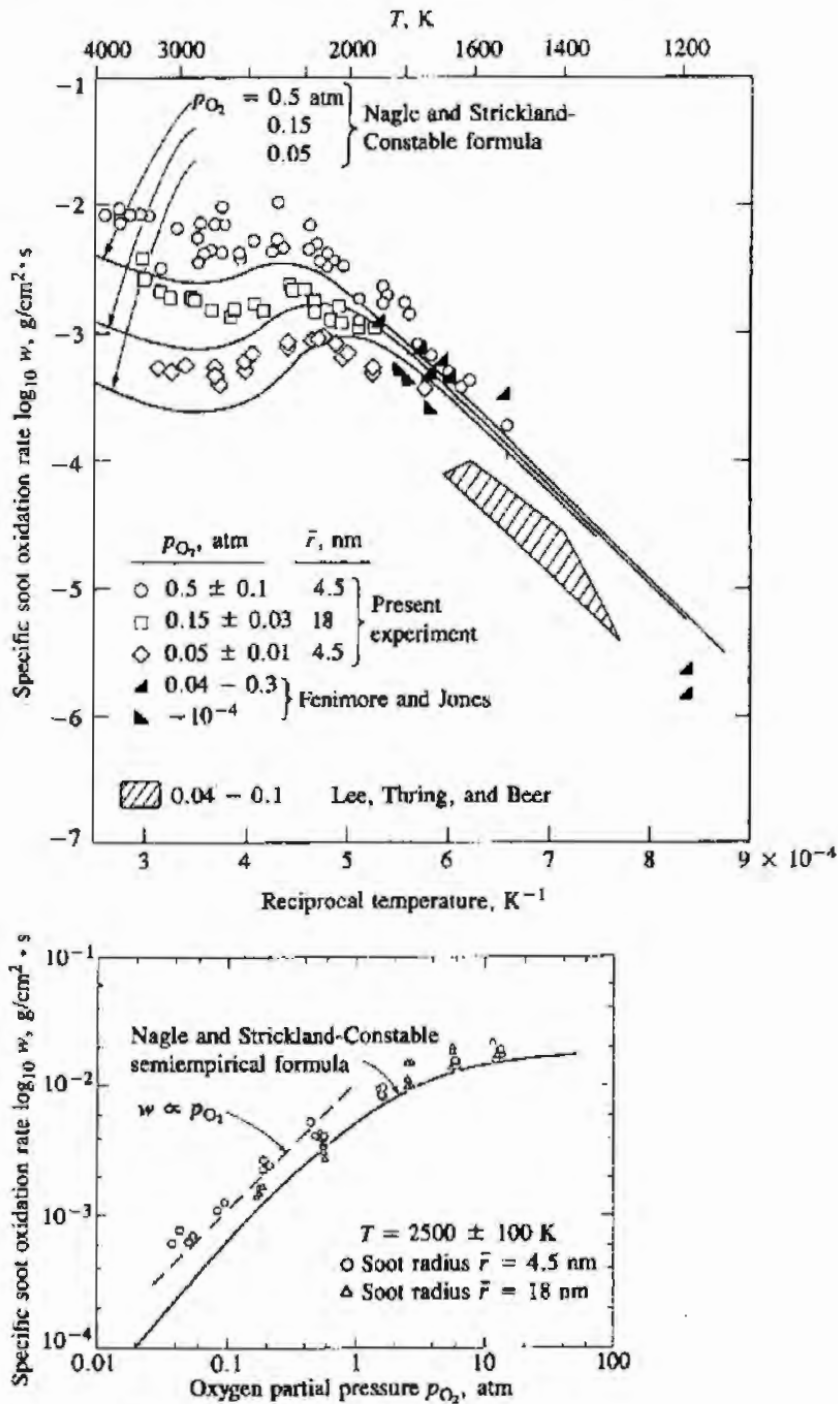 T, K
4000 3000 2000 1600 1400 1200
−1
p_O₂ = 0.5 atm
0.15
0.05
Nagle and Strickland-
Constable formula
−2
−3
−4
−5
−6
−7
Specific soot oxidation rate log₁₀ w, g/cm² · s
p_O₂, atm r̄, nm
0.5 ± 0.1 4.5
0.15 ± 0.03 18
0.05 ± 0.01 4.5
Present
experiment
0.04 − 0.3
−10⁻⁴
Fenimore and Jones
0.04 − 0.1 Lee, Thring, and Beer
3 4 5 6 7 8 9 × 10⁻⁴
Reciprocal temperature, K⁻¹
Specific soot oxidation rate log₁₀ w, g/cm² · s
10⁻¹
10⁻²
10⁻³
10⁻⁴
Nagle and Strickland-Constable
semiempirical formula
w ∝ p_O₂
T = 2500 ± 100 K
Soot radius r̄ = 4.5 nm
Soot radius r̄ = 18 nm
0.01 0.1 1 10 100
Oxygen partial pressure p_O₂, atm